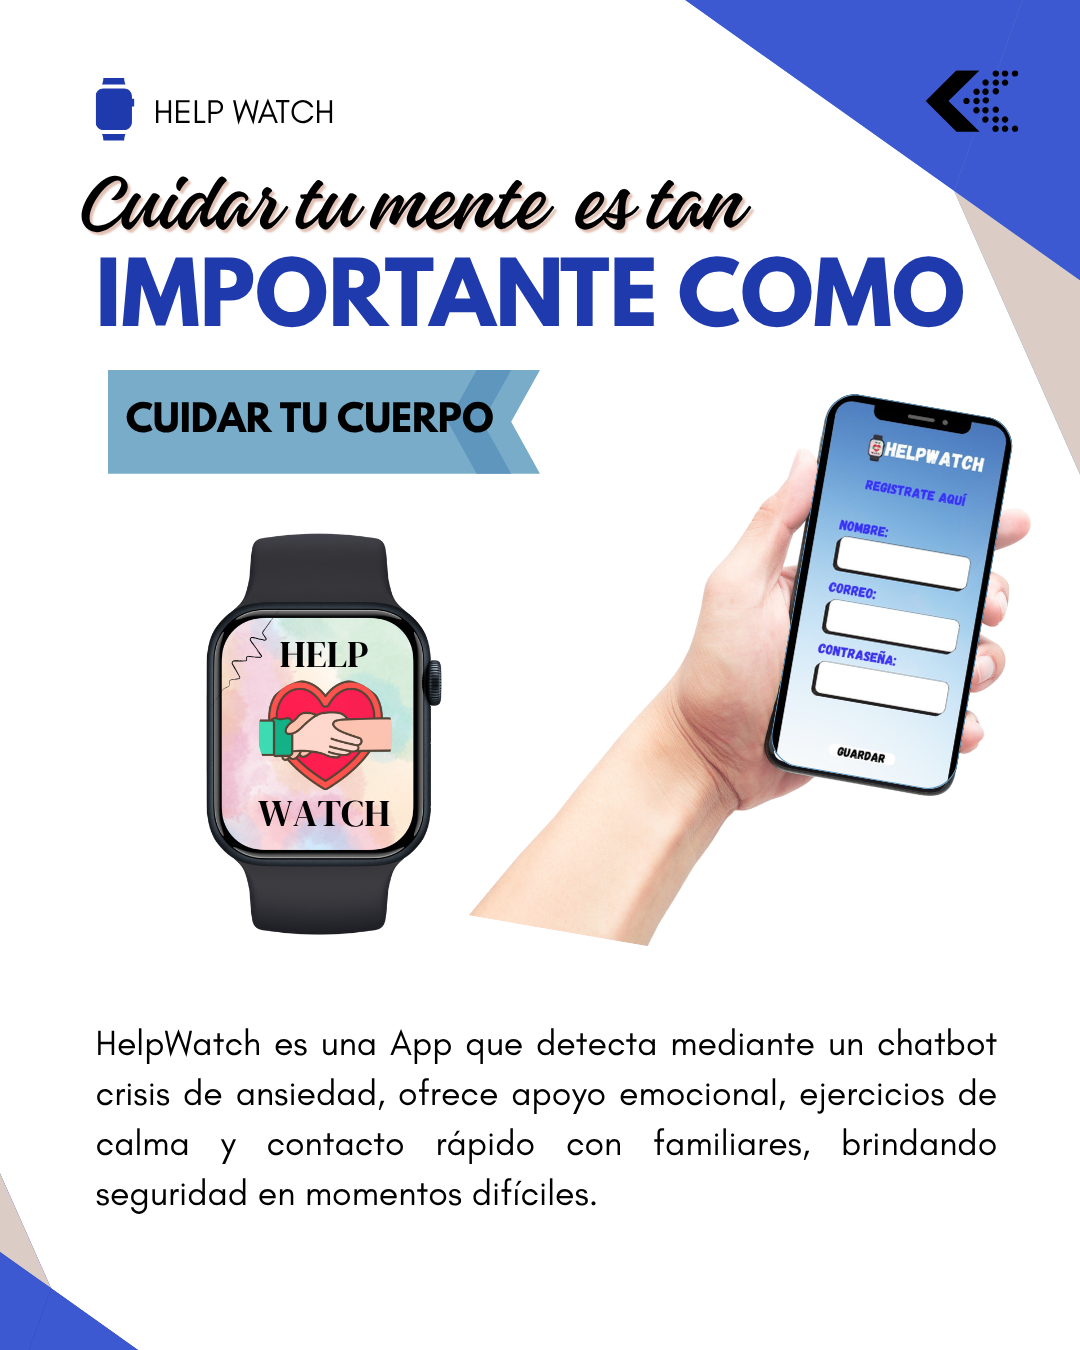 HELP WATCH
Cuidar tu mente es tan
IMPORTANTE COMO
CUIDAR TU CUERPO
HELPWATCH
REGISTRATE AQUÍ
NOMBRE:
CORREO:
CONTRASEÑA:
GUARDAR
HELP
WATCH
HelpWatch es una App que detecta mediante un chatbot
crisis de ansiedad, ofrece apoyo emocional, ejercicios de
calma y contacto rápido con familiares, brindando
seguridad en momentos difíciles.